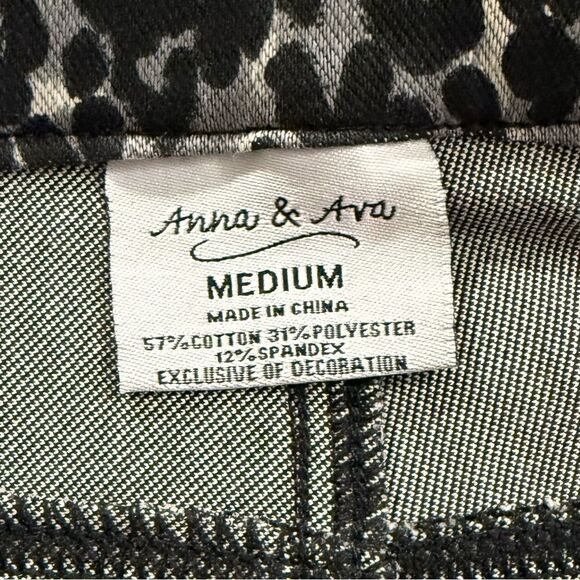 Anna & Ava
MEDIUM
MADE IN CHINA
57%COTTON 31%POLYESTER
12%SPANDEX
EXCLUSIVE OF DECORATION